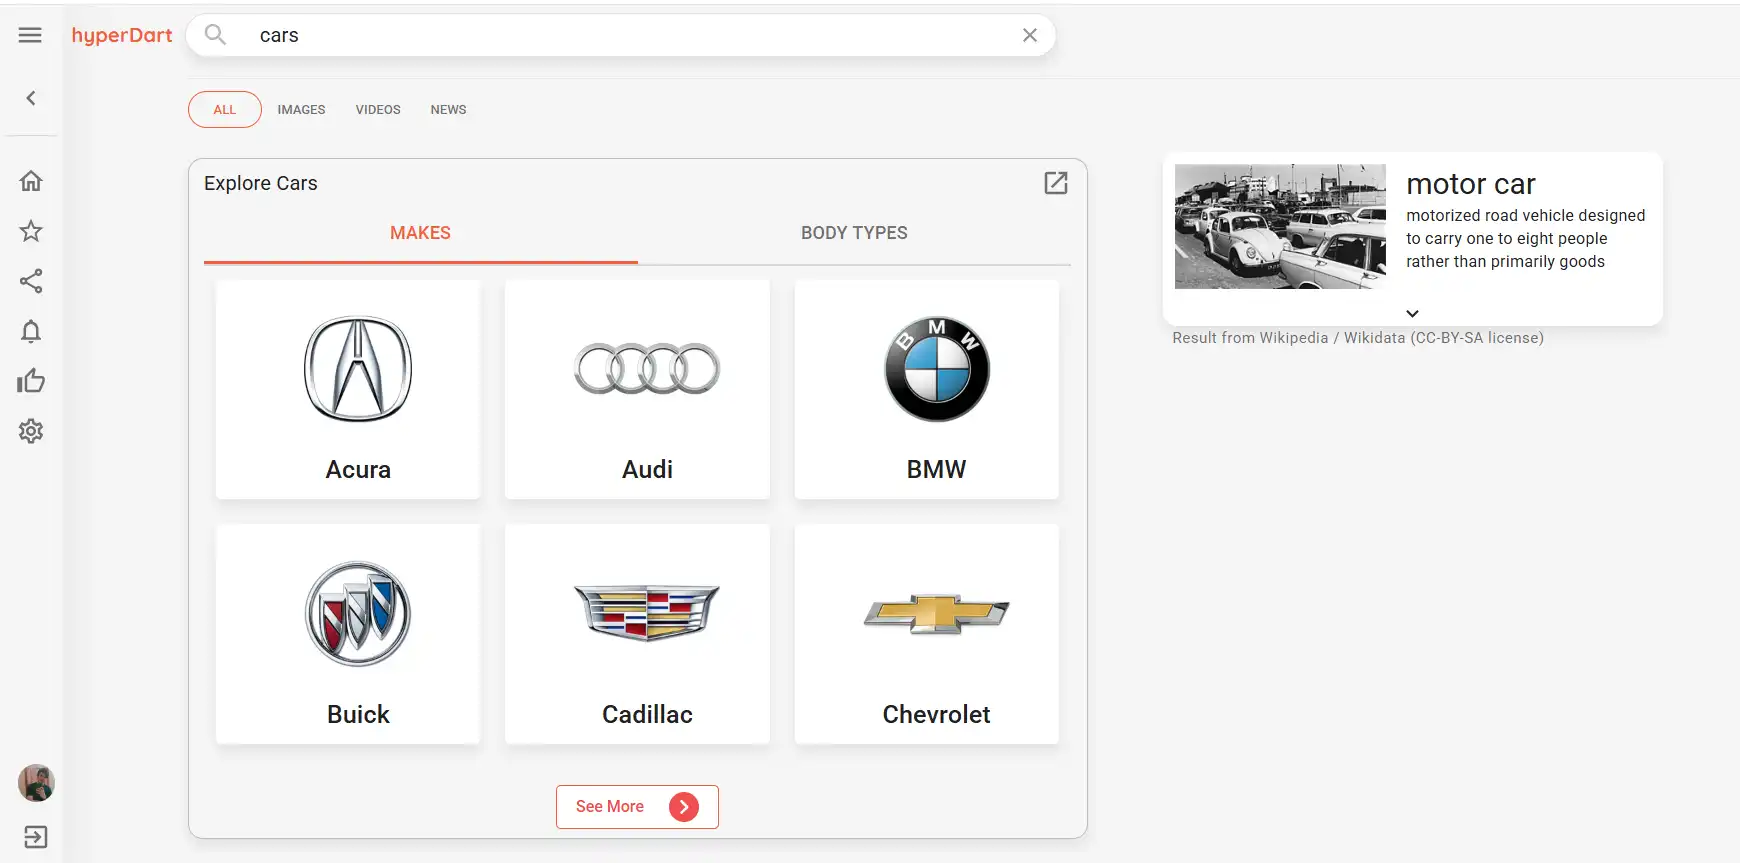 hyperDart
cars
ALL IMAGES VIDEOS NEWS
Explore Cars
MAKES BODY TYPES
Acura
B M W
Audi
BMW
Buick
Cadillac
Chevrolet
See More
motor car
motorized road vehicle designed
to carry one to eight people
rather than primarily goods
Result from Wikipedia / Wikidata (CC-BY-SA license)